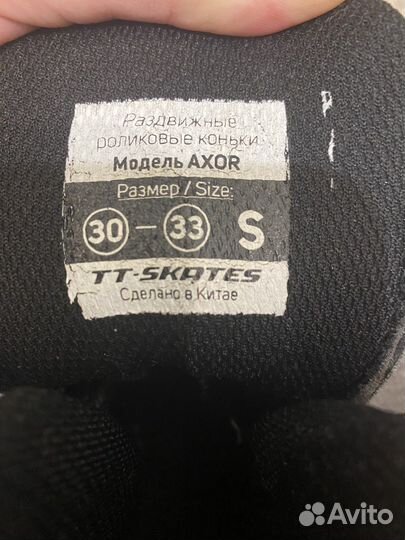 Раздвижные
роликовые коньки
Модель AXOR
Размер / Size:
30 — 33 S
TT-SKATES
Сделано в Китае
Avito